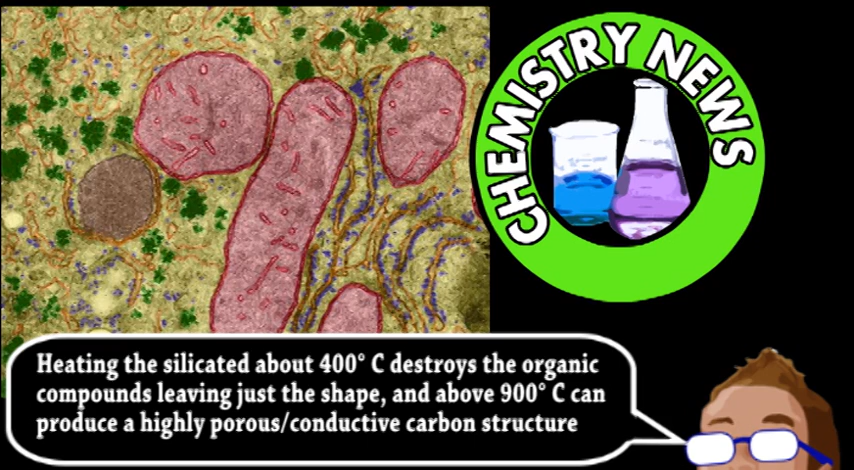 CHEMISTRY NEWS
Heating the silicated about 400° C destroys the organic
compounds leaving just the shape, and above 900° C can
produce a highly porous/conductive carbon structure